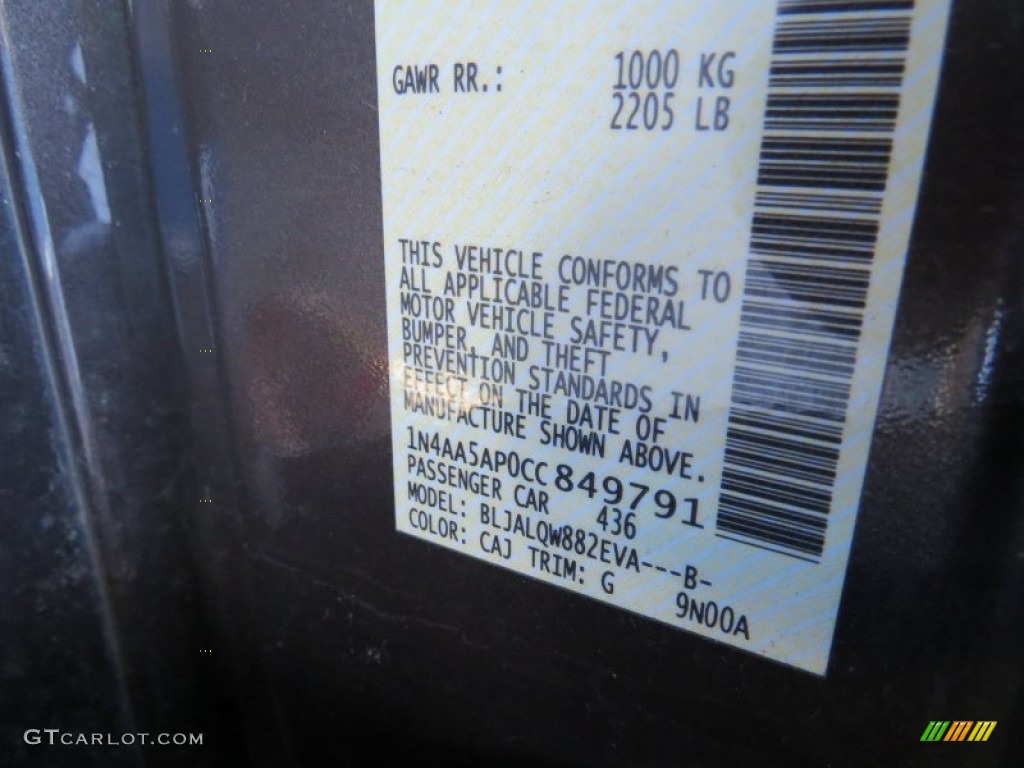 GAWR RR.: 1000 KG
2205 LB
THIS VEHICLE CONFORMS TO
ALL APPLICABLE FEDERAL
MOTOR VEHICLE SAFETY,
BUMPER, AND THEFT
PREVENTION STANDARDS IN
EFFECT ON THE DATE OF
MANUFACTURE SHOWN ABOVE.
1N4AA5AP0CC849791
PASSENGER CAR 436
MODEL: BLJALQW882EVA---B-
COLOR: CAJ TRIM: G 9N00A
GTCARLOT.COM